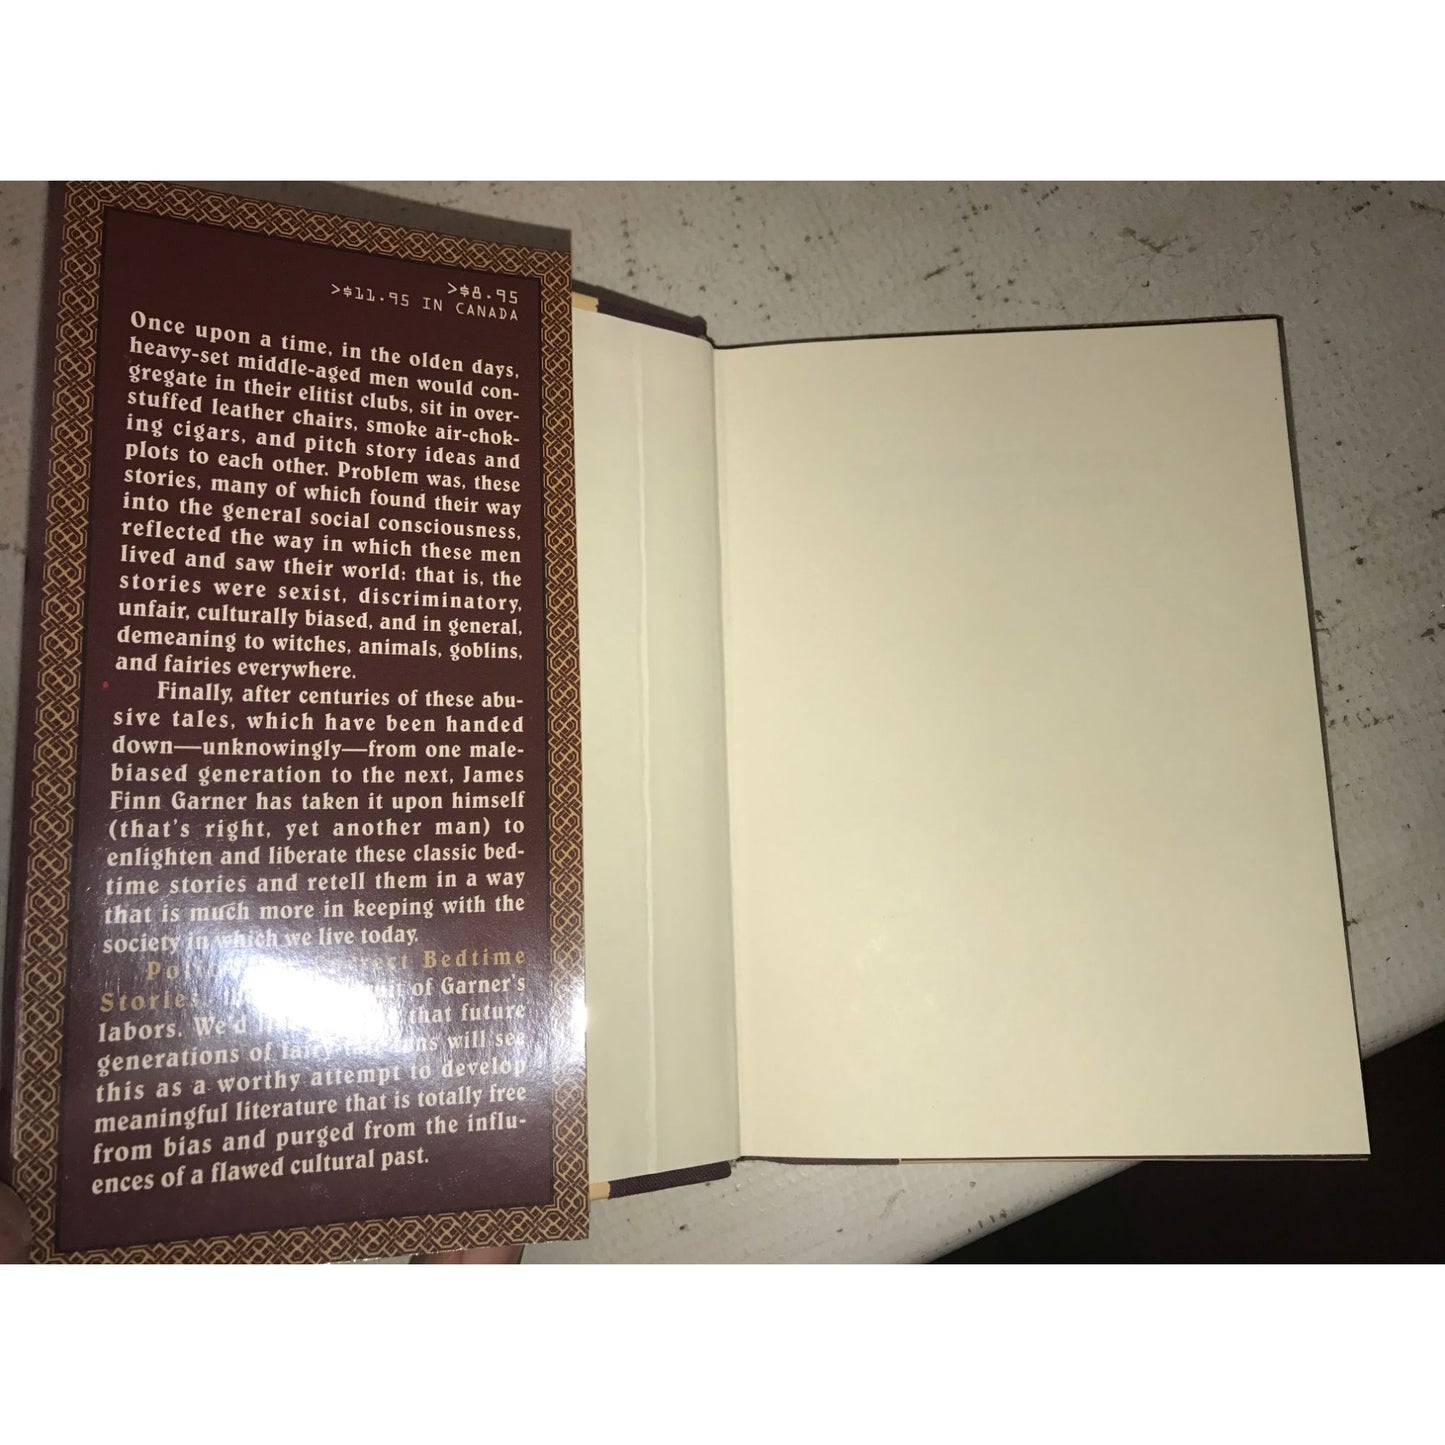 >$8.95
>$11.95 IN CANADA
Once upon a time, in the olden days,
heavy-set middle-aged men would con-
gregate in their elitist clubs, sit in over-
stuffed leather chairs, smoke air-chok-
ing cigars, and pitch story ideas and
plots to each other. Problem was, these
stories, many of which found their way
into the general social consciousness,
reflected the way in which these men
lived and saw their world: that is, the
stories were sexist, discriminatory,
unfair, culturally biased, and in general,
demeaning to witches, animals, goblins,
and fairies everywhere.
Finally, after centuries of these abu-
sive tales, which have been handed
down—unknowingly—from one male-
biased generation to the next, James
Finn Garner has taken it upon himself
(that's right, yet another man) to
enlighten and liberate these classic bed-
time stories and retell them in a way
that is much more in keeping with the
society in which we live today.
Bedtime
Stories of Garner's
labors. We'd that future
generations of will see
this as a worthy attempt to develop
meaningful literature that is totally free
from bias and purged from the influ-
ences of a flawed cultural past.